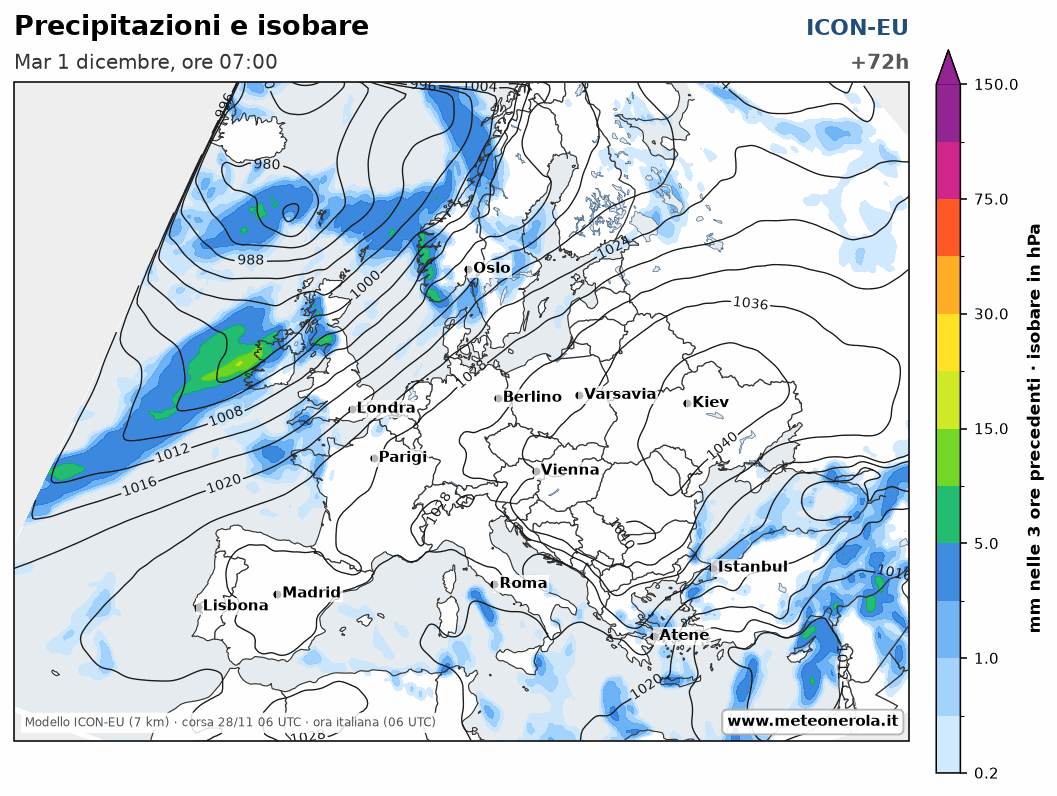 Precipitazioni e isobare
ICON-EU
Mar 1 dicembre, ore 07:00
+72h
996
996
1004
980
988
1000
1024
1036
1028
1008
1012
1016
1020
1040
1028
1016
1020
1028
Oslo
Berlino
Varsavia
Kiev
Londra
Parigi
Vienna
Istanbul
Roma
Madrid
Lisbona
Atene
Modello ICON-EU (7 km) · corsa 28/11 06 UTC · ora italiana (06 UTC)
www.meteonerola.it
150.0
75.0
30.0
15.0
5.0
1.0
0.2
mm nelle 3 ore precedenti · isobare in hPa